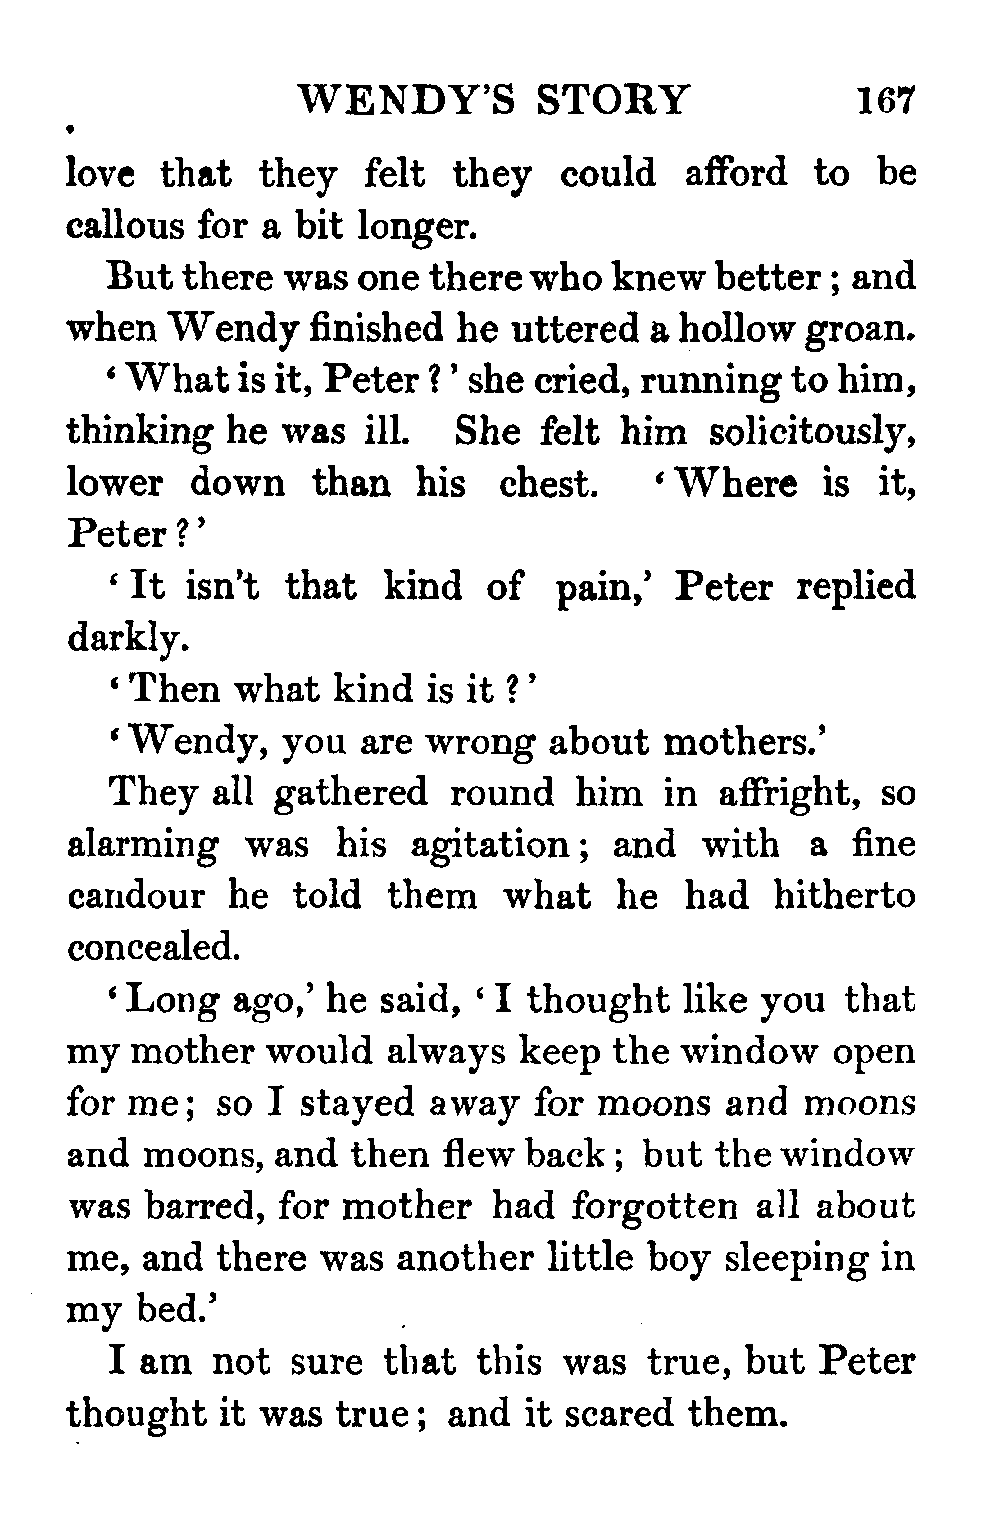 WENDY'S STORY 167
love that they felt they could afford to be
callous for a bit longer.
But there was one there who knew better ; and
when Wendy finished he uttered a hollow groan.
‘ What is it, Peter ? ’ she cried, running to him,
thinking he was ill. She felt him solicitously,
lower down than his chest. ‘ Where is it,
Peter ? ’
‘ It isn't that kind of pain,’ Peter replied
darkly.
‘ Then what kind is it ? ’
‘ Wendy, you are wrong about mothers.’
They all gathered round him in affright, so
alarming was his agitation ; and with a fine
candour he told them what he had hitherto
concealed.
‘ Long ago,’ he said, ‘ I thought like you that
my mother would always keep the window open
for me ; so I stayed away for moons and moons
and moons, and then flew back ; but the window
was barred, for mother had forgotten all about
me, and there was another little boy sleeping in
my bed.’
I am not sure that this was true, but Peter
thought it was true ; and it scared them.